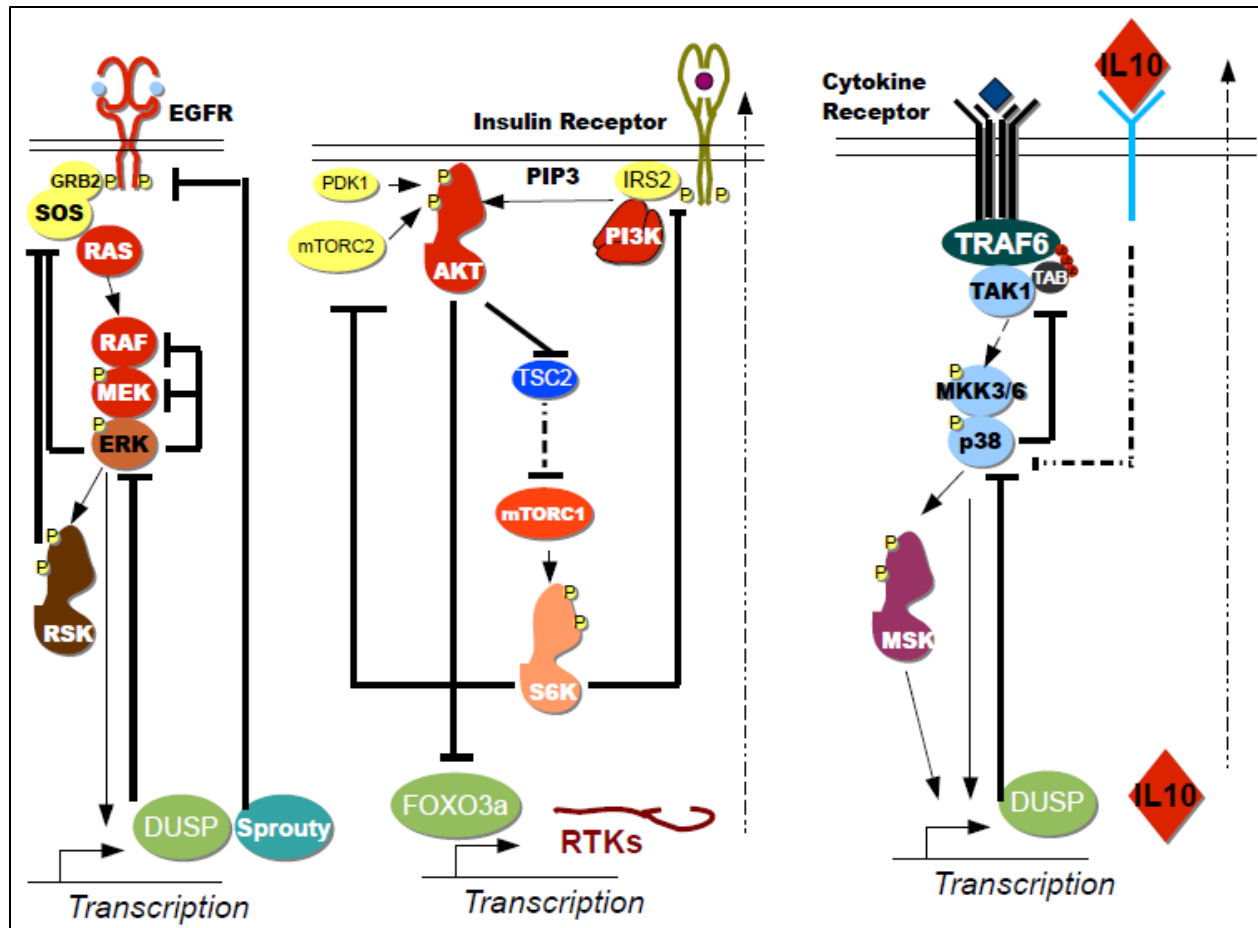 EGFR
GRB2
P
P
SOS
RAS
RAF
P
MEK
P
ERK
P
P
RSK
DUSP
Sprouty
Transcription
Insulin Receptor
PDK1
P
P
PIP3
IRS2
P
P
mTORC2
PI3K
AKT
TSC2
mTORC1
P
P
S6K
FOXO3a
RTKs
Transcription
Cytokine
Receptor
IL10
TRAF6
TAB
TAK1
P
MKK3/6
P
p38
P
P
MSK
DUSP
IL10
Transcription